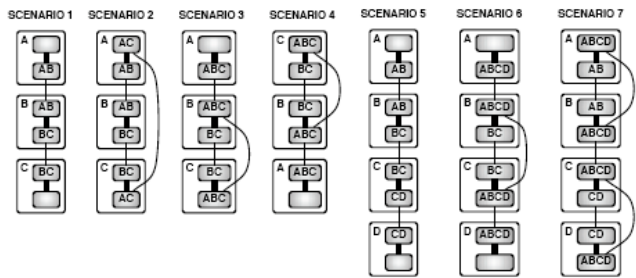 SCENARIO 1 SCENARIO 2 SCENARIO 3 SCENARIO 4 SCENARIO 5 SCENARIO 6 SCENARIO 7
A A AC A C ABC A A A ABCD
AB AB ABC BC AB ABCD AB
B AB B AB B ABC B BC B AB B ABCD B AB
BC BC BC ABC BC BC ABCD
C BC C BC C BC A ABC C BC C BC C ABCD
AC ABC CD ABCD CD
D CD D ABCD D CD
ABCD